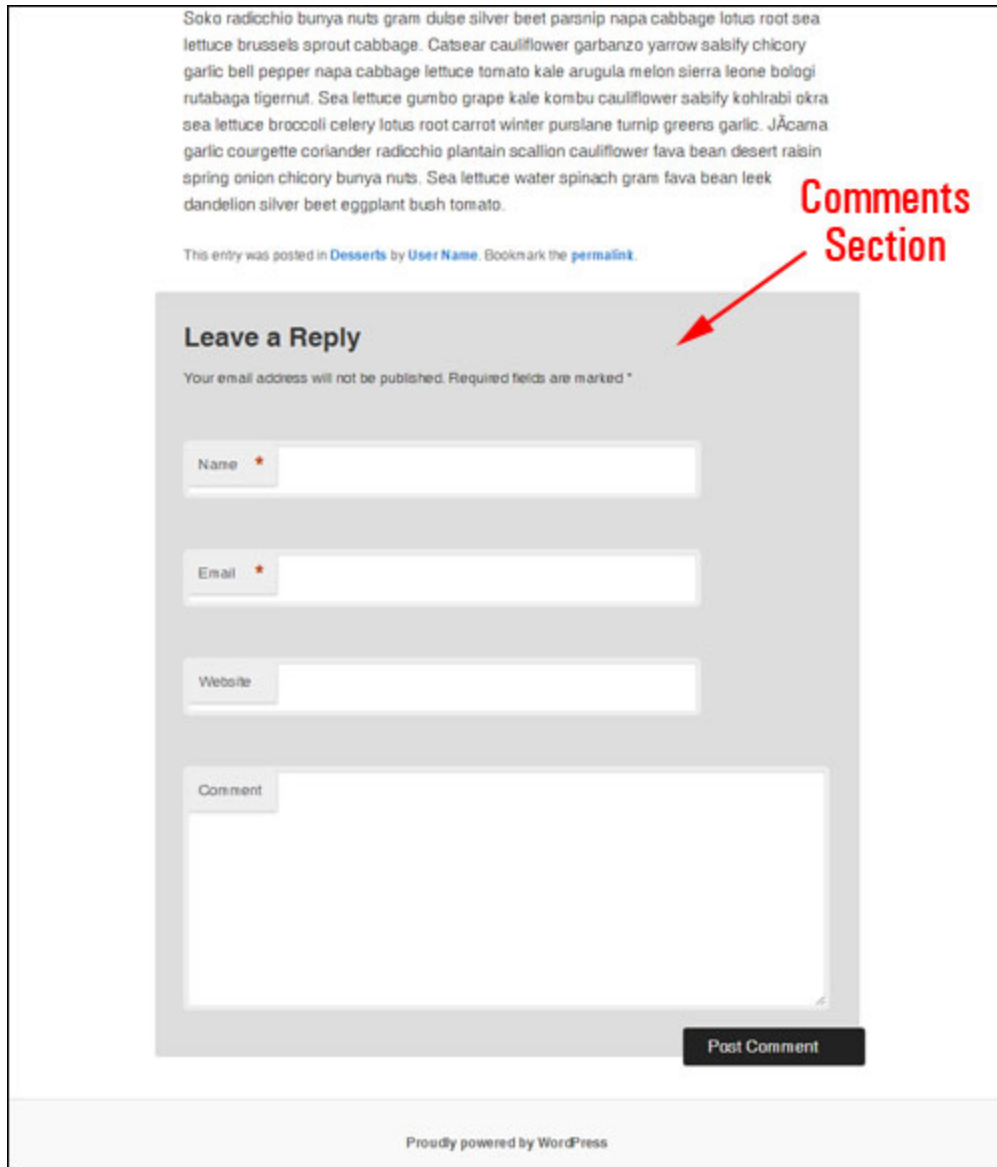 Soko radicchio bunya nuts gram dulse silver beet parsnip napa cabbage lotus root sea
lettuce brussels sprout cabbage. Catsear cauliflower garbanzo yarrow salsify chicory
garlic bell pepper napa cabbage lettuce tomato kale arugula melon sierra leone bologi
rutabaga tigernut. Sea lettuce gumbo grape kale kombu cauliflower salsify kohlrabi okra
sea lettuce broccoli celery lotus root carrot winter purslane turnip greens garlic. JÃcama
garlic courgette coriander radicchio plantain scallion cauliflower fava bean desert raisin
spring onion chicory bunya nuts. Sea lettuce water spinach gram fava bean leek
dandelion silver beet eggplant bush tomato.
Comments
Section
This entry was posted in Desserts by User Name. Bookmark the permalink.
Leave a Reply
Your email address will not be published. Required fields are marked *
Name *
Email *
Website
Comment
Post Comment
Proudly powered by WordPress